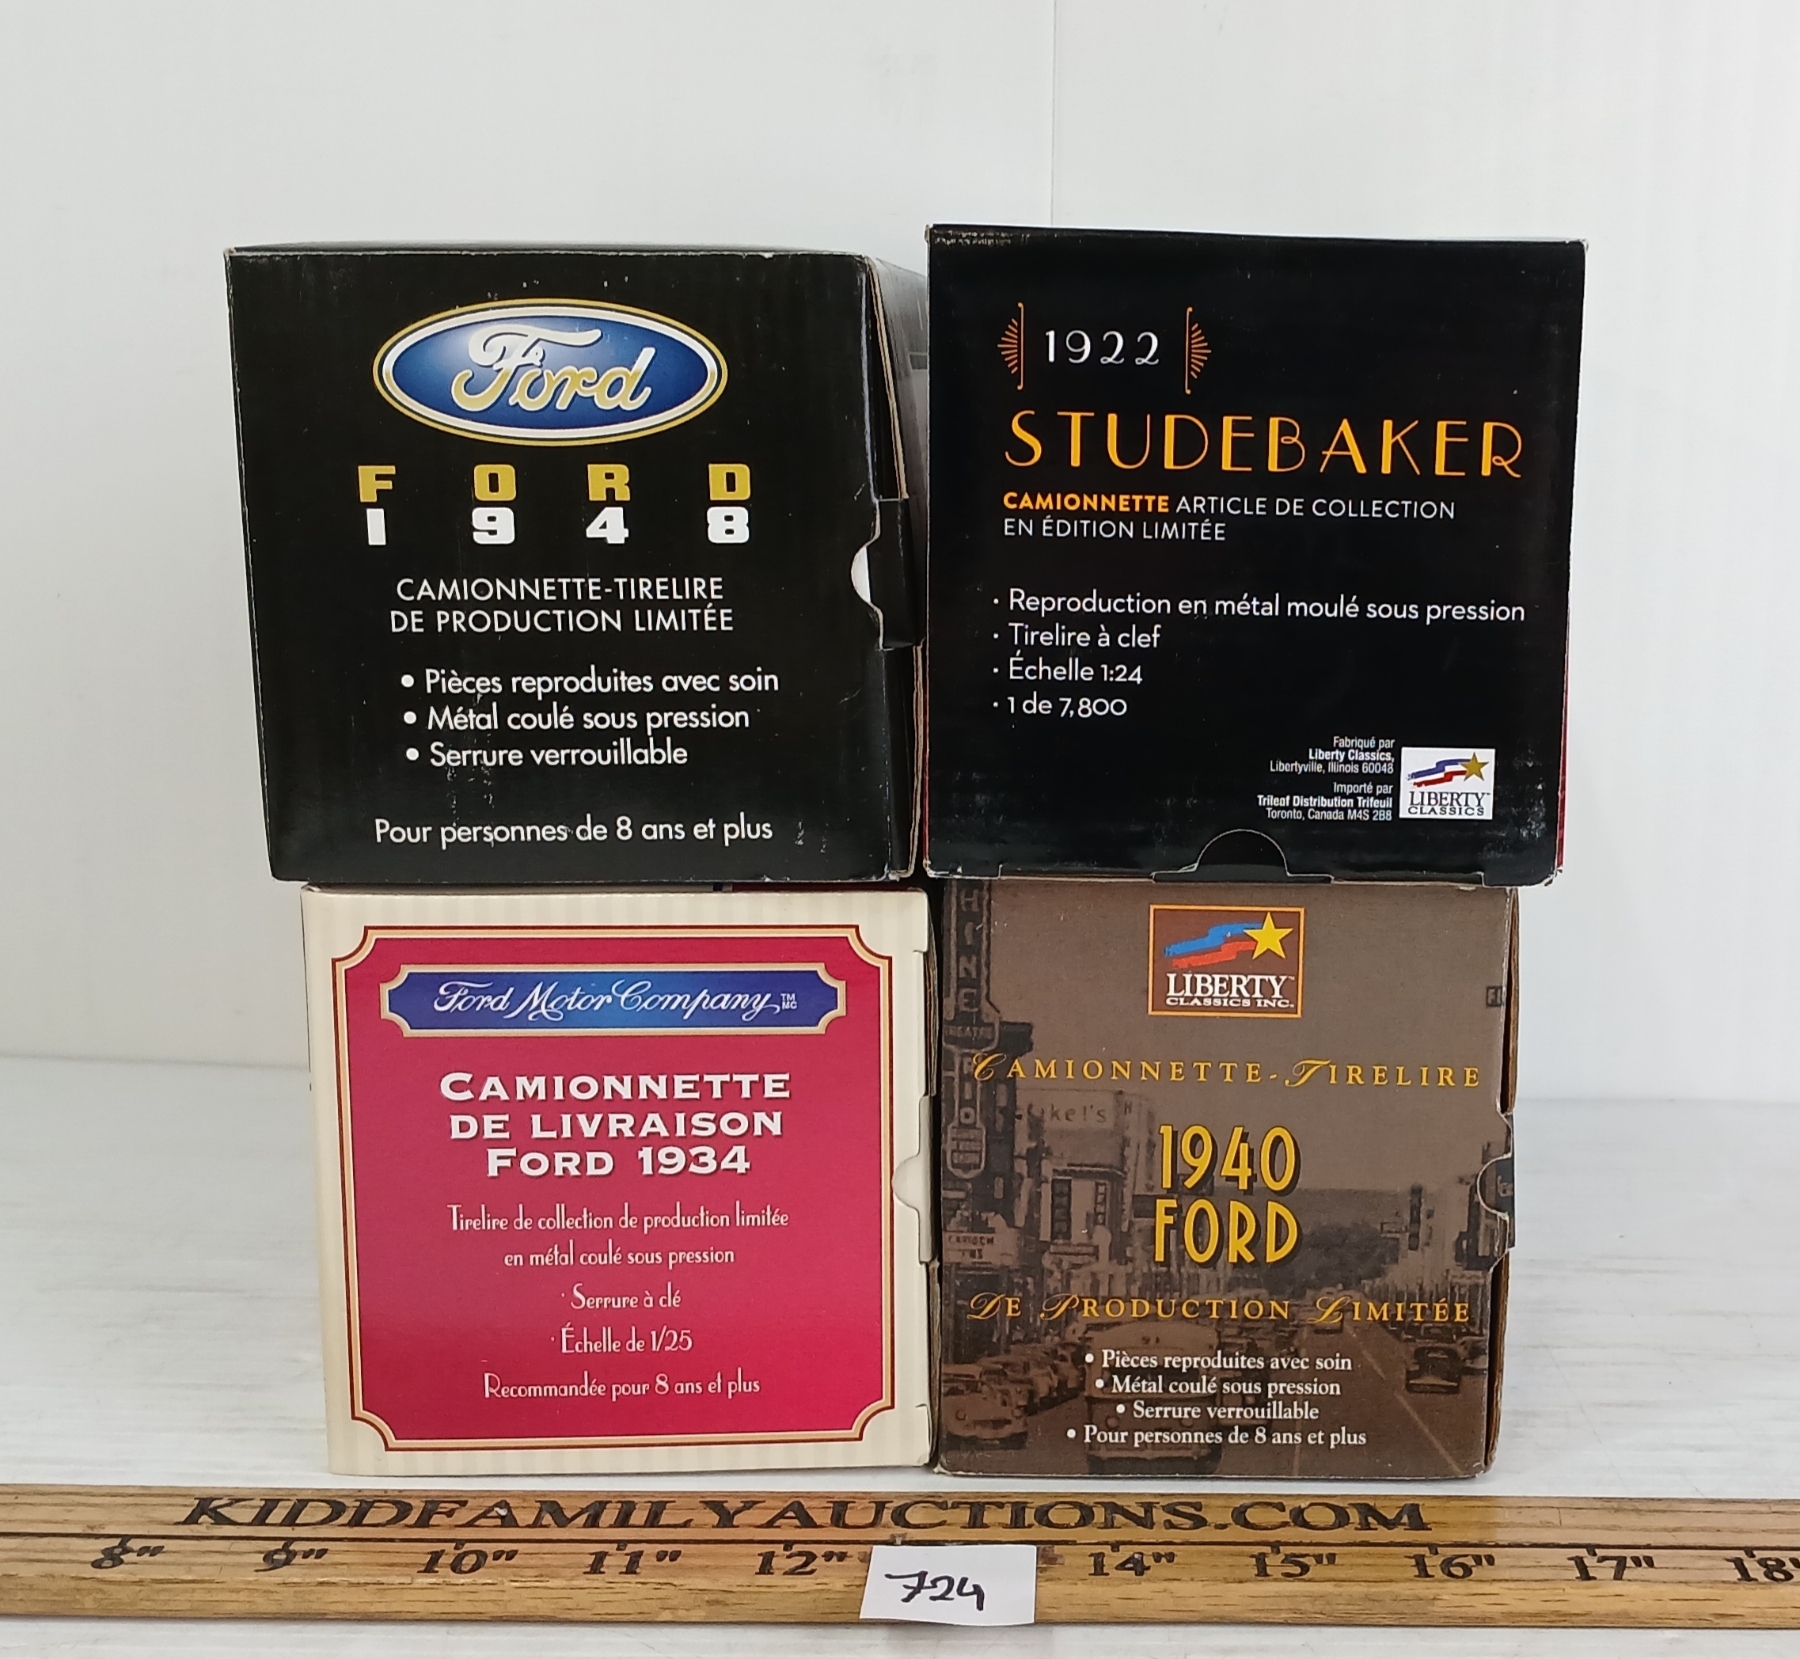 Ford
FORD
1948
CAMIONNETTE-TIRELIRE
DE PRODUCTION LIMITÉE
• Pièces reproduites avec soin
• Métal coulé sous pression
• Serrure verrouillable
Pour personnes de 8 ans et plus
1922
STUDEBAKER
CAMIONNETTE ARTICLE DE COLLECTION
EN ÉDITION LIMITÉE
· Reproduction en métal moulé sous pression
· Tirelire à clef
· Échelle 1:24
· 1 de 7,800
Fabriqué par
Liberty Classics,
Libertyville, Illinois 60048
Importé par
Trileaf Distribution Trifeuil
Toronto, Canada M4S 2B8
LIBERTY™
CLASSICS
Ford Motor Company TM MC
CAMIONNETTE
DE LIVRAISON
FORD 1934
Tirelire de collection de production limitée
en métal coulé sous pression
· Serrure à clé
· Échelle de 1/25
Recommandée pour 8 ans et plus
LIBERTY™
CLASSICS INC.
CAMIONNETTE-TIRELIRE
1940
FORD
DE PRODUCTION LIMITÉE
• Pièces reproduites avec soin
• Métal coulé sous pression
• Serrure verrouillable
• Pour personnes de 8 ans et plus
KIDDFAMILYAUCTIONS.COM
8" 9" 10" 11" 12" 14" 15" 16" 17" 18"
724